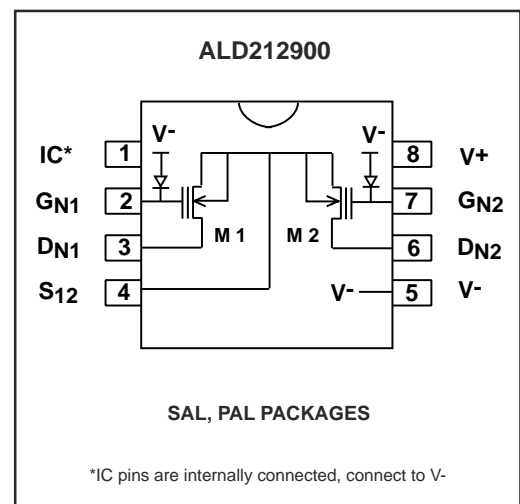 ALD212900
V- V-
IC* 1 8 V+
GN1 2 7 GN2
DN1 3 M 1 M 2 6 DN2
S12 4 V- 5 V-
SAL, PAL PACKAGES
*IC pins are internally connected, connect to V-